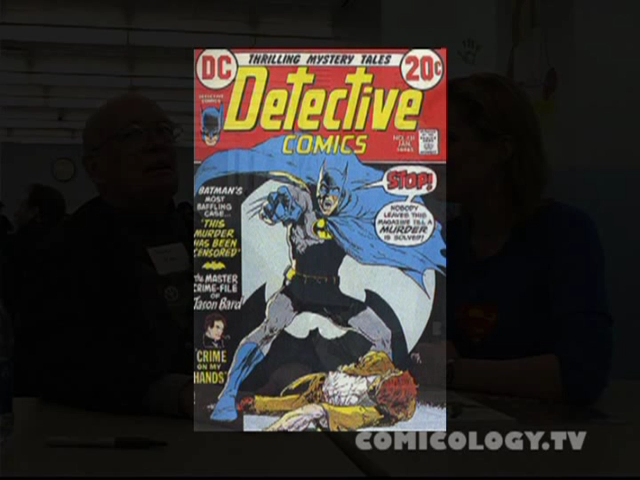 DC
THRILLING MYSTERY TALES
20¢
Detective
COMICS
BATMAN'S
MOST
BAFFLING
CASE...
"THIS
MURDER
HAS BEEN
CENSORED"
STOP!
NOBODY
LEAVES THIS
MAGAZINE TILL A
MURDER
IS SOLVED!
The MASTER
CRIME-FILE
OF
Jason Bard
"CRIME
ON MY
HANDS"
COMICOLOGY.TV